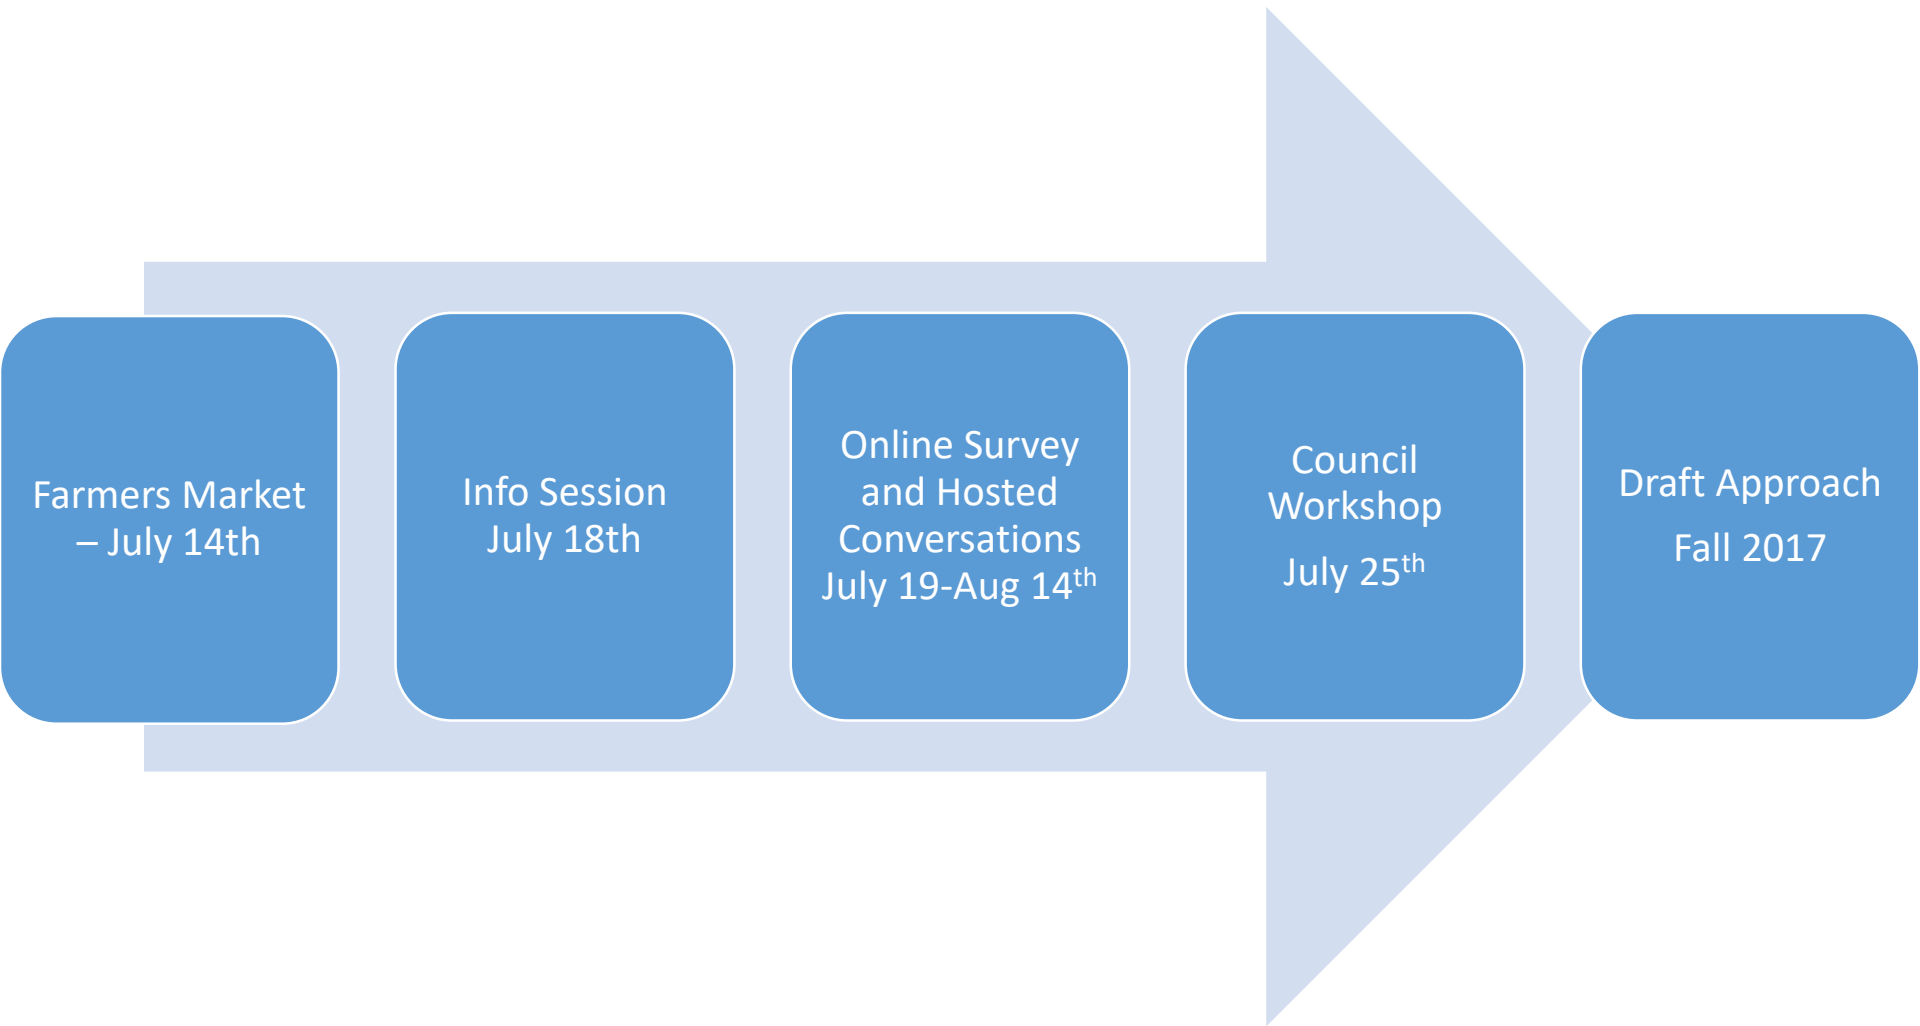 Farmers Market
– July 14th
Info Session
July 18th
Online Survey
and Hosted
Conversations
July 19-Aug 14th
Council
Workshop
July 25th
Draft Approach
Fall 2017